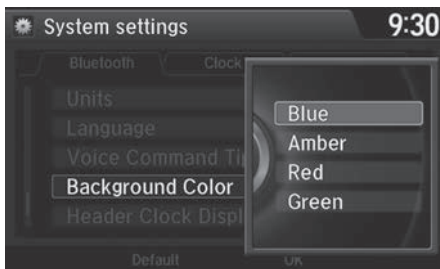 System settings
9:30
Bluetooth
Clock
Units
Language
Voice Command Ti
Background Color
Header Clock Displ
Blue
Amber
Red
Green
Default
OK